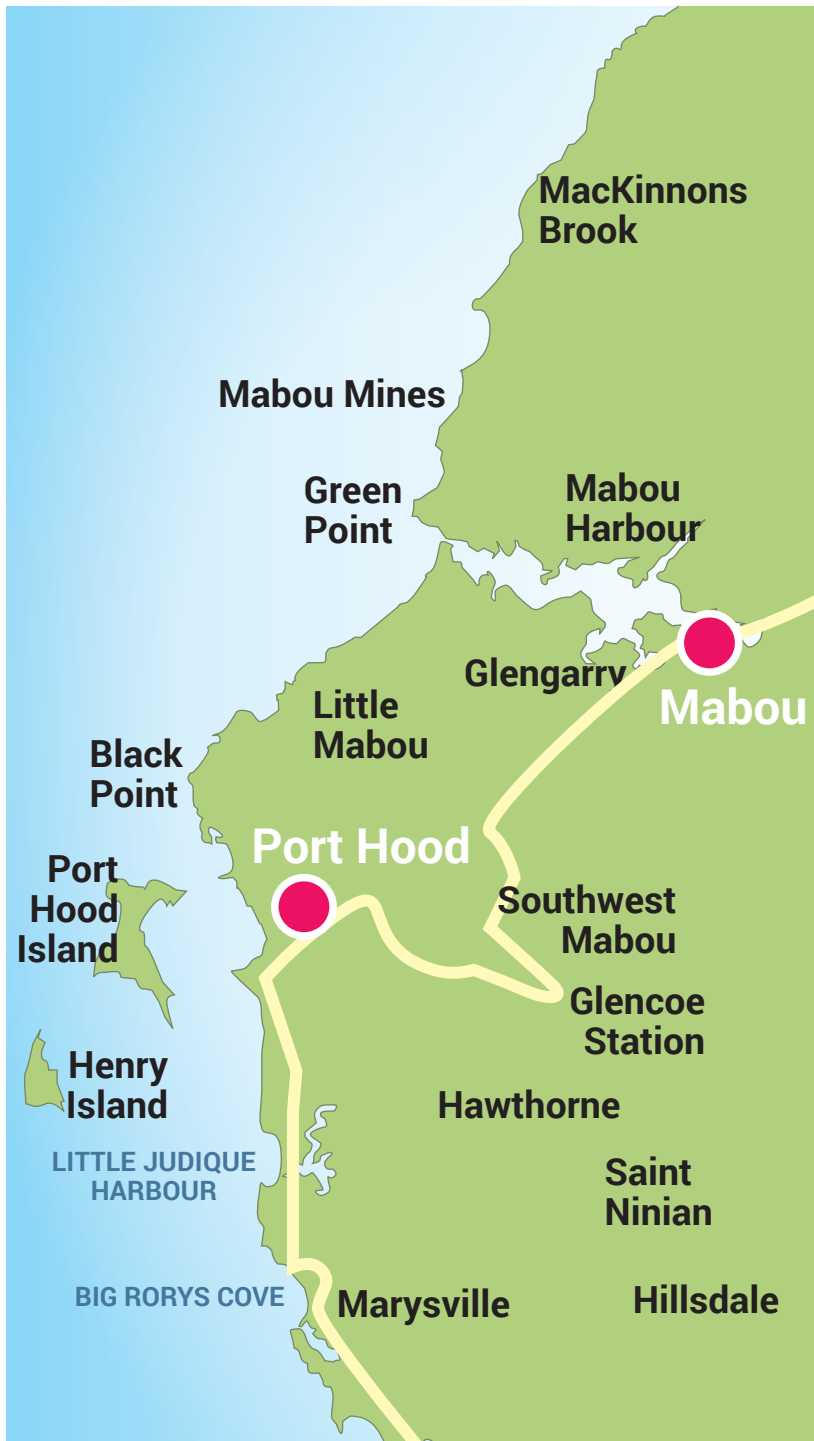 MacKinnons
Brook
Mabou Mines
Green
Point
Mabou
Harbour
Glengarry
Mabou
Little
Mabou
Black
Point
Port Hood
Port
Hood
Island
Southwest
Mabou
Glencoe
Station
Henry
Island
Hawthorne
LITTLE JUDIQUE
HARBOUR
Saint
Ninian
BIG RORYS COVE
Marysville
Hillsdale